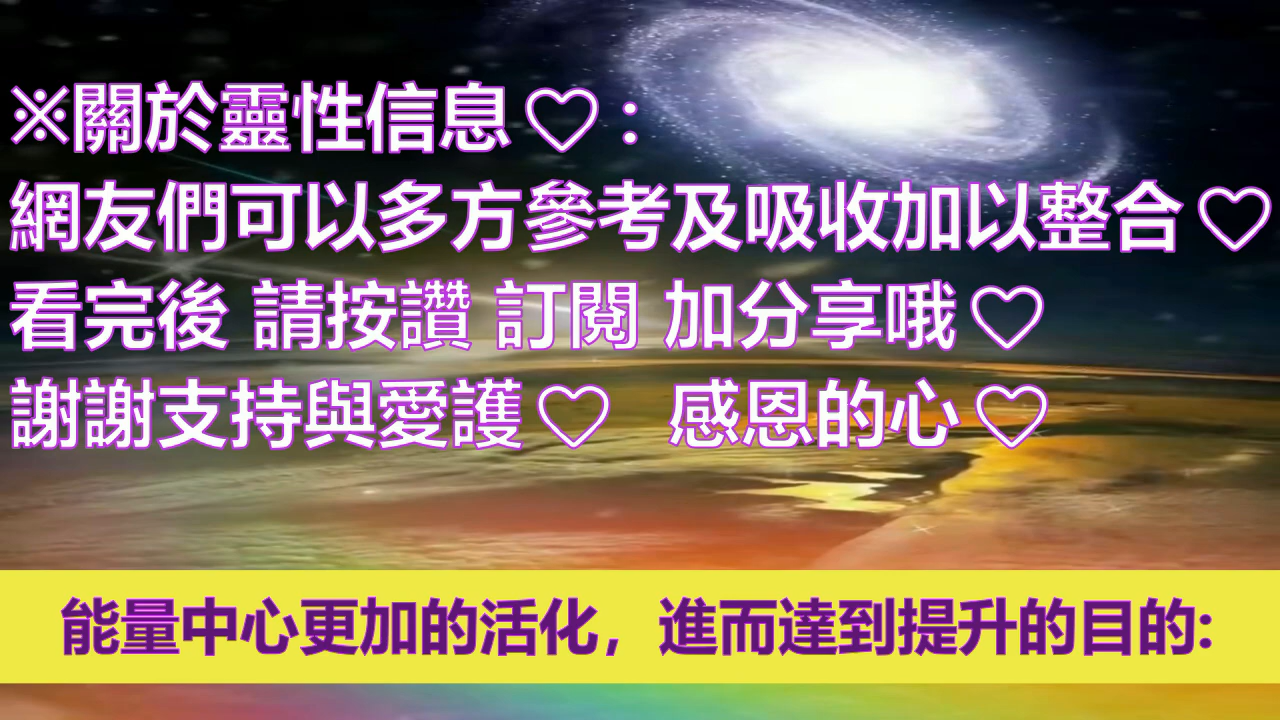 ※關於靈性信息♡:
網友們可以多方參考及吸收加以整合♡
看完後 請按讚 訂閱 加分享哦♡
謝謝支持與愛護♡ 感恩的心♡
能量中心更加的活化，進而達到提升的目的: